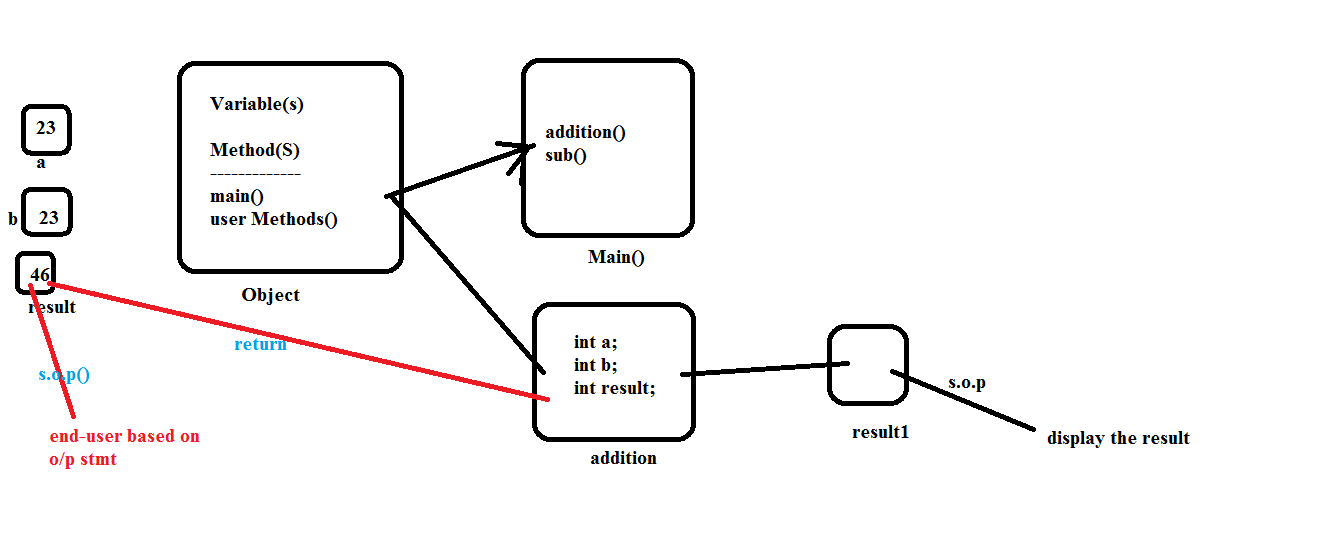 23
a
b
23
46
result
s.o.p()
end-user based on
o/p stmt
return
Variable(s)
Method(S)
-------------
main()
user Methods()
Object
addition()
sub()
Main()
int a;
int b;
int result;
addition
result1
s.o.p
display the result